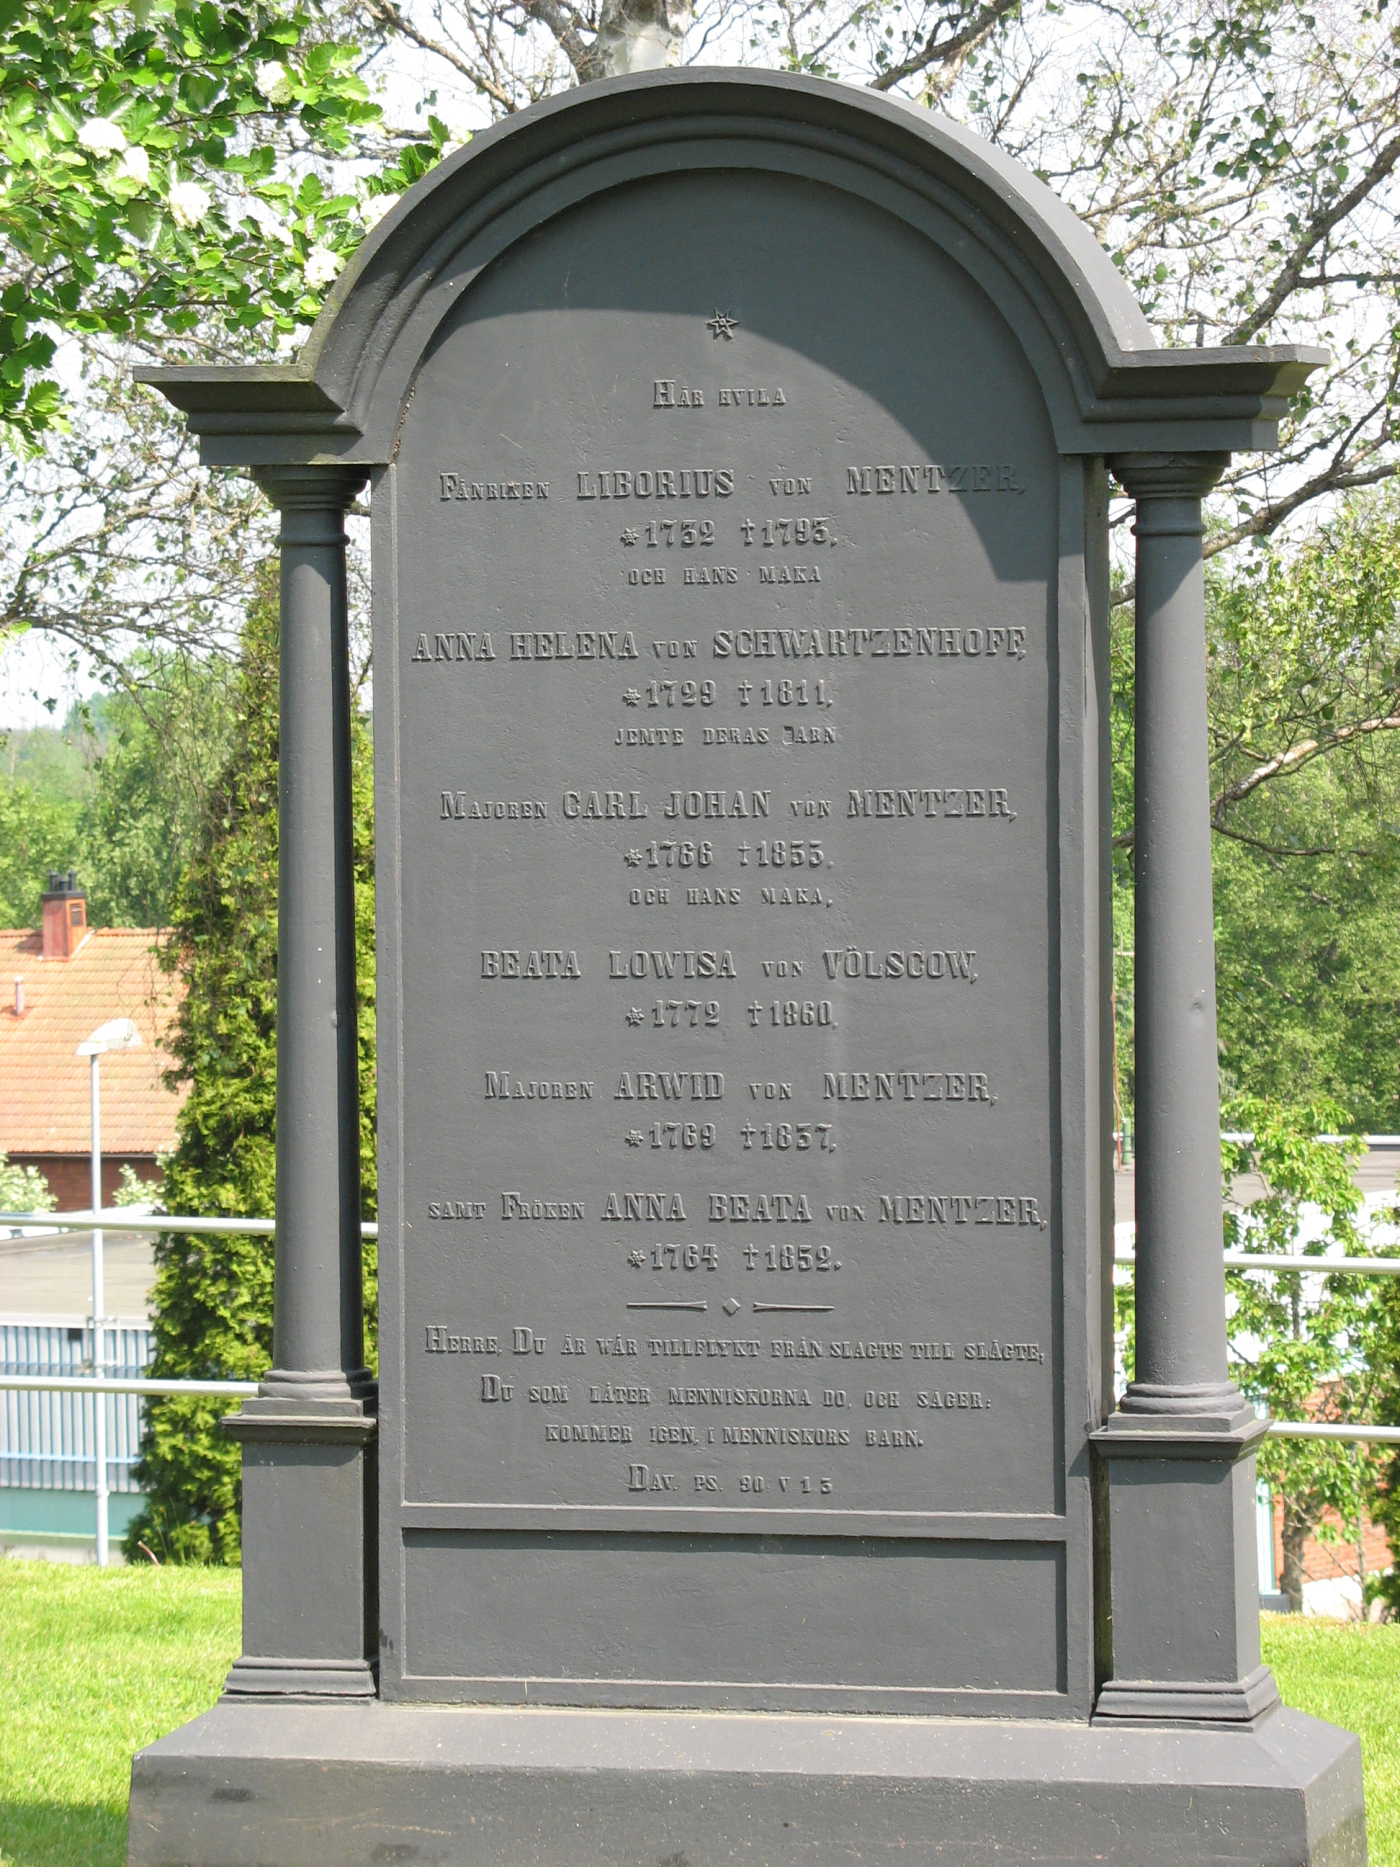 Här hvila
Fänriken LIBORIUS von MENTZER,
*1732 †1793.
och hans maka
ANNA HELENA von SCHWARTZENHOFF,
*1729 †1811,
jemte deras barn
Majoren CARL JOHAN von MENTZER,
*1766 †1855.
och hans maka,
BEATA LOWISA von VÖLSCOW,
*1772 †1860.
Majoren ARWID von MENTZER,
*1769 †1837.
samt Fröken ANNA BEATA von MENTZER,
*1764 †1852.
Herre, Du är wår tillflykt från slagte till slägte;
Du som låter menniskorna do, och säger:
kommer igen, i menniskors barn.
Dav. ps. 90 v 1 3